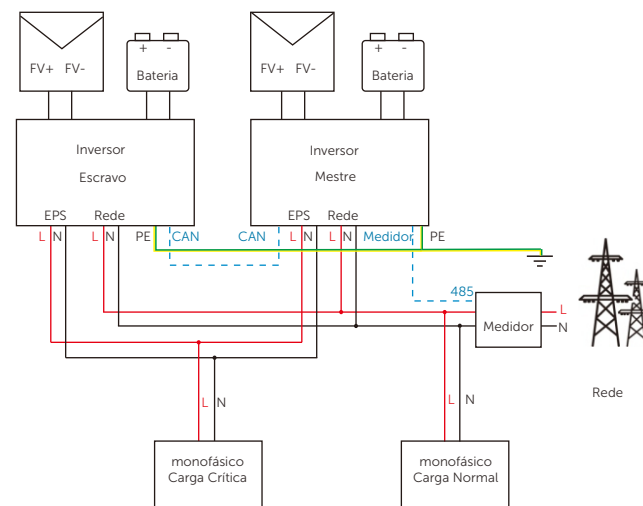 FV+ FV-
+ -
Bateria
FV+ FV-
+ -
Bateria
Inversor
Escravo
Inversor
Mestre
EPS Rede
EPS Rede
L N L N PE CAN
CAN L N L N Medidor PE
485
Medidor
L
N
Rede
L N
L N
monofásico
Carga Crítica
monofásico
Carga Normal